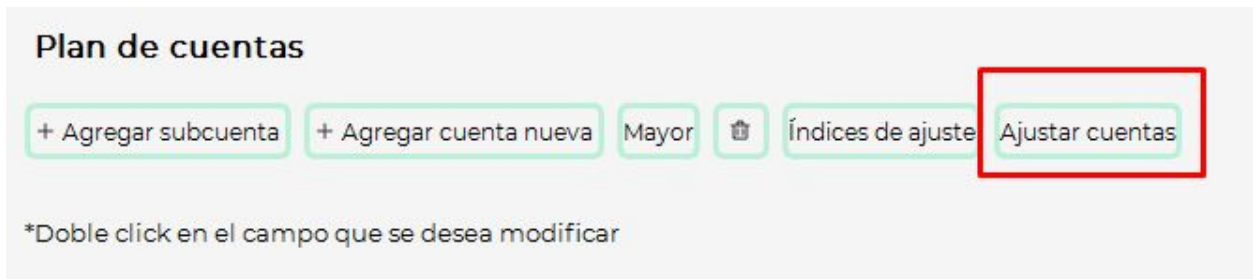 Plan de cuentas
+ Agregar subcuenta + Agregar cuenta nueva Mayor Índices de ajuste Ajustar cuentas
*Doble click en el campo que se desea modificar